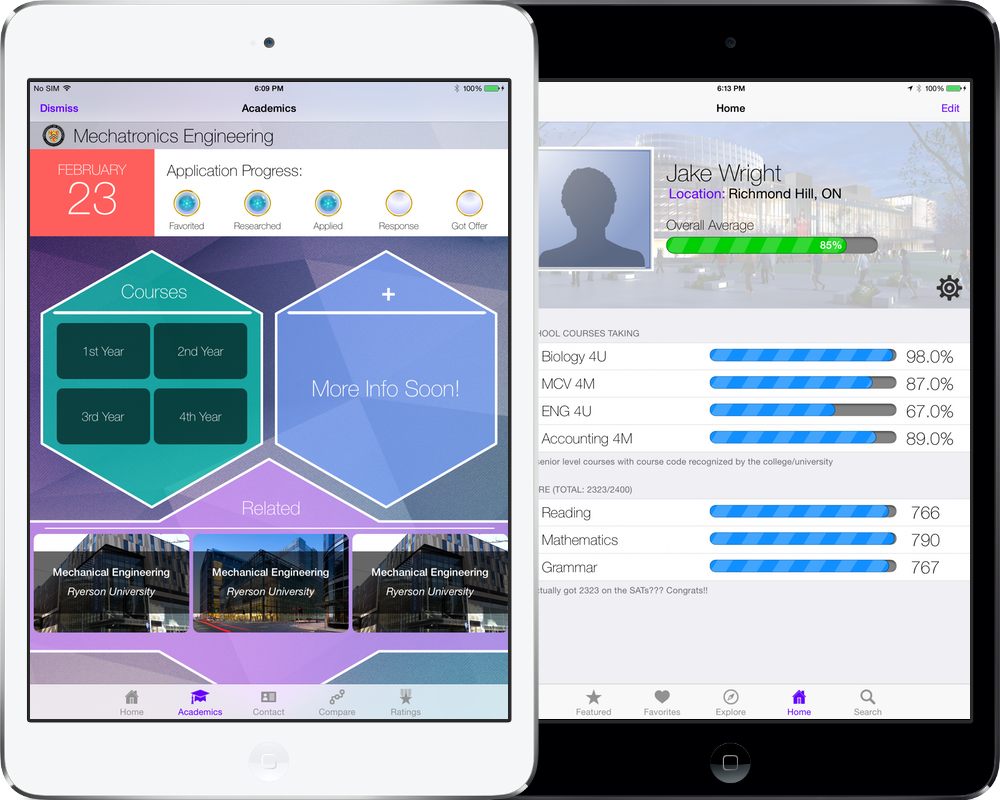 No SIM 6:09 PM 100%
Dismiss Academics
Mechatronics Engineering
FEBRUARY
23
Application Progress:
Favorited Researched Applied Response Got Offer
Courses
1st Year 2nd Year
3rd Year 4th Year
+
More Info Soon!
Related
Mechanical Engineering Mechanical Engineering Mechanical Engineering
Ryerson University Ryerson University Ryerson University
Home Academics Contact Compare Ratings
6:13 PM 100%
Home Edit
Jake Wright
Location: Richmond Hill, ON
Overall Average
85%
HOOL COURSES TAKING
Biology 4U 98.0%
MCV 4M 87.0%
ENG 4U 67.0%
Accounting 4M 89.0%
senior level courses with course code recognized by the college/university
RE (TOTAL: 2323/2400)
Reading 766
Mathematics 790
Grammar 767
ctually got 2323 on the SATs??? Congrats!!
Featured Favorites Explore Home Search